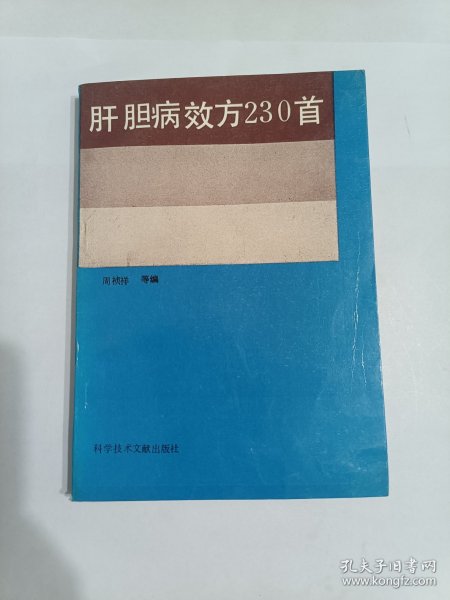 肝胆病效方230首
周祯祥 等编
科学技术文献出版社
孔夫子旧书网
www.kongfz.com